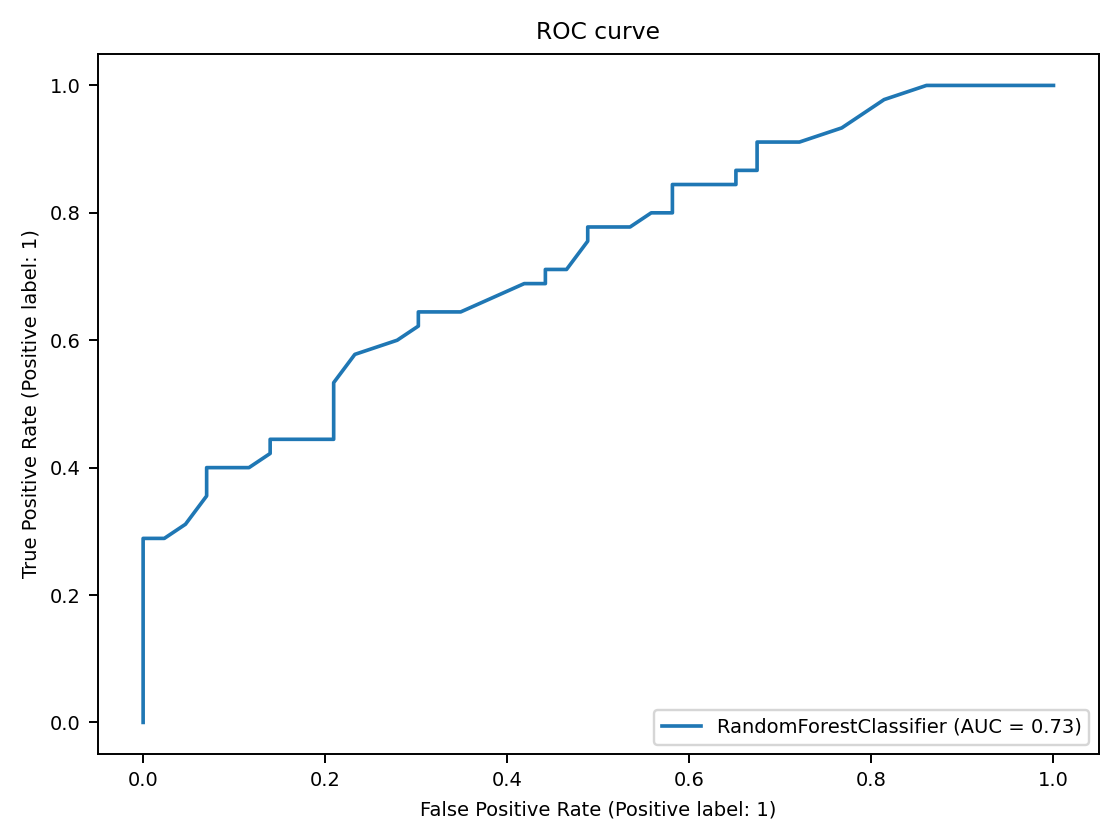 ROC curve
True Positive Rate (Positive label: 1)
1.0
0.8
0.6
0.4
0.2
0.0
RandomForestClassifier (AUC = 0.73)
0.0 0.2 0.4 0.6 0.8 1.0
False Positive Rate (Positive label: 1)